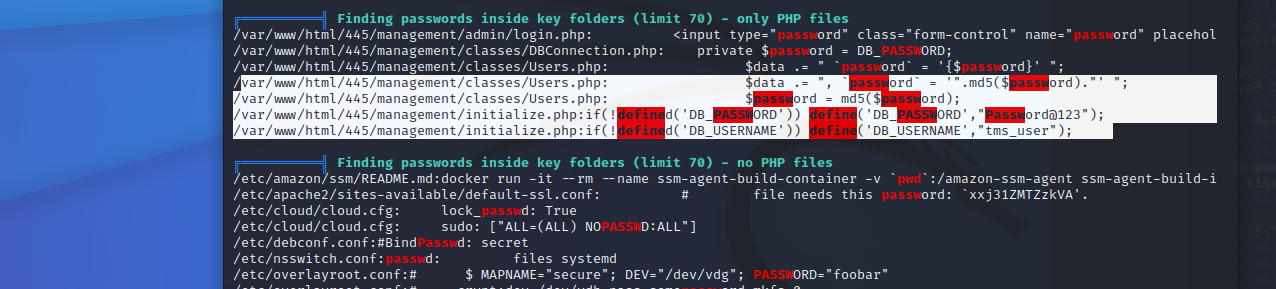 ╔══════════╣ Finding passwords inside key folders (limit 70) - only PHP files
/var/www/html/445/management/admin/login.php:          <input type="password" class="form-control" name="password" placehol
/var/www/html/445/management/classes/DBConnection.php:    private $password = DB_PASSWORD;
/var/www/html/445/management/classes/Users.php:                 $data .= " `password` = '{$password}' ";
/var/www/html/445/management/classes/Users.php:                 $data .= ", `password` = '".md5($password)."' ";
/var/www/html/445/management/classes/Users.php:                 $password = md5($password);
/var/www/html/445/management/initialize.php:if(!defined('DB_PASSWORD')) define('DB_PASSWORD',"Password@123");
/var/www/html/445/management/initialize.php:if(!defined('DB_USERNAME')) define('DB_USERNAME',"tms_user");
╔══════════╣ Finding passwords inside key folders (limit 70) - no PHP files
/etc/amazon/ssm/README.md:docker run -it --rm --name ssm-agent-build-container -v `pwd`:/amazon-ssm-agent ssm-agent-build-i
/etc/apache2/sites-available/default-ssl.conf:         #        file needs this password: `xxj31ZMTZzkVA'.
/etc/cloud/cloud.cfg:     lock_passwd: True
/etc/cloud/cloud.cfg:     sudo: ["ALL=(ALL) NOPASSWD:ALL"]
/etc/debconf.conf:#BindPasswd: secret
/etc/nsswitch.conf:passwd:         files systemd
/etc/overlayroot.conf:#      $ MAPNAME="secure"; DEV="/dev/vdg"; PASSWORD="foobar"